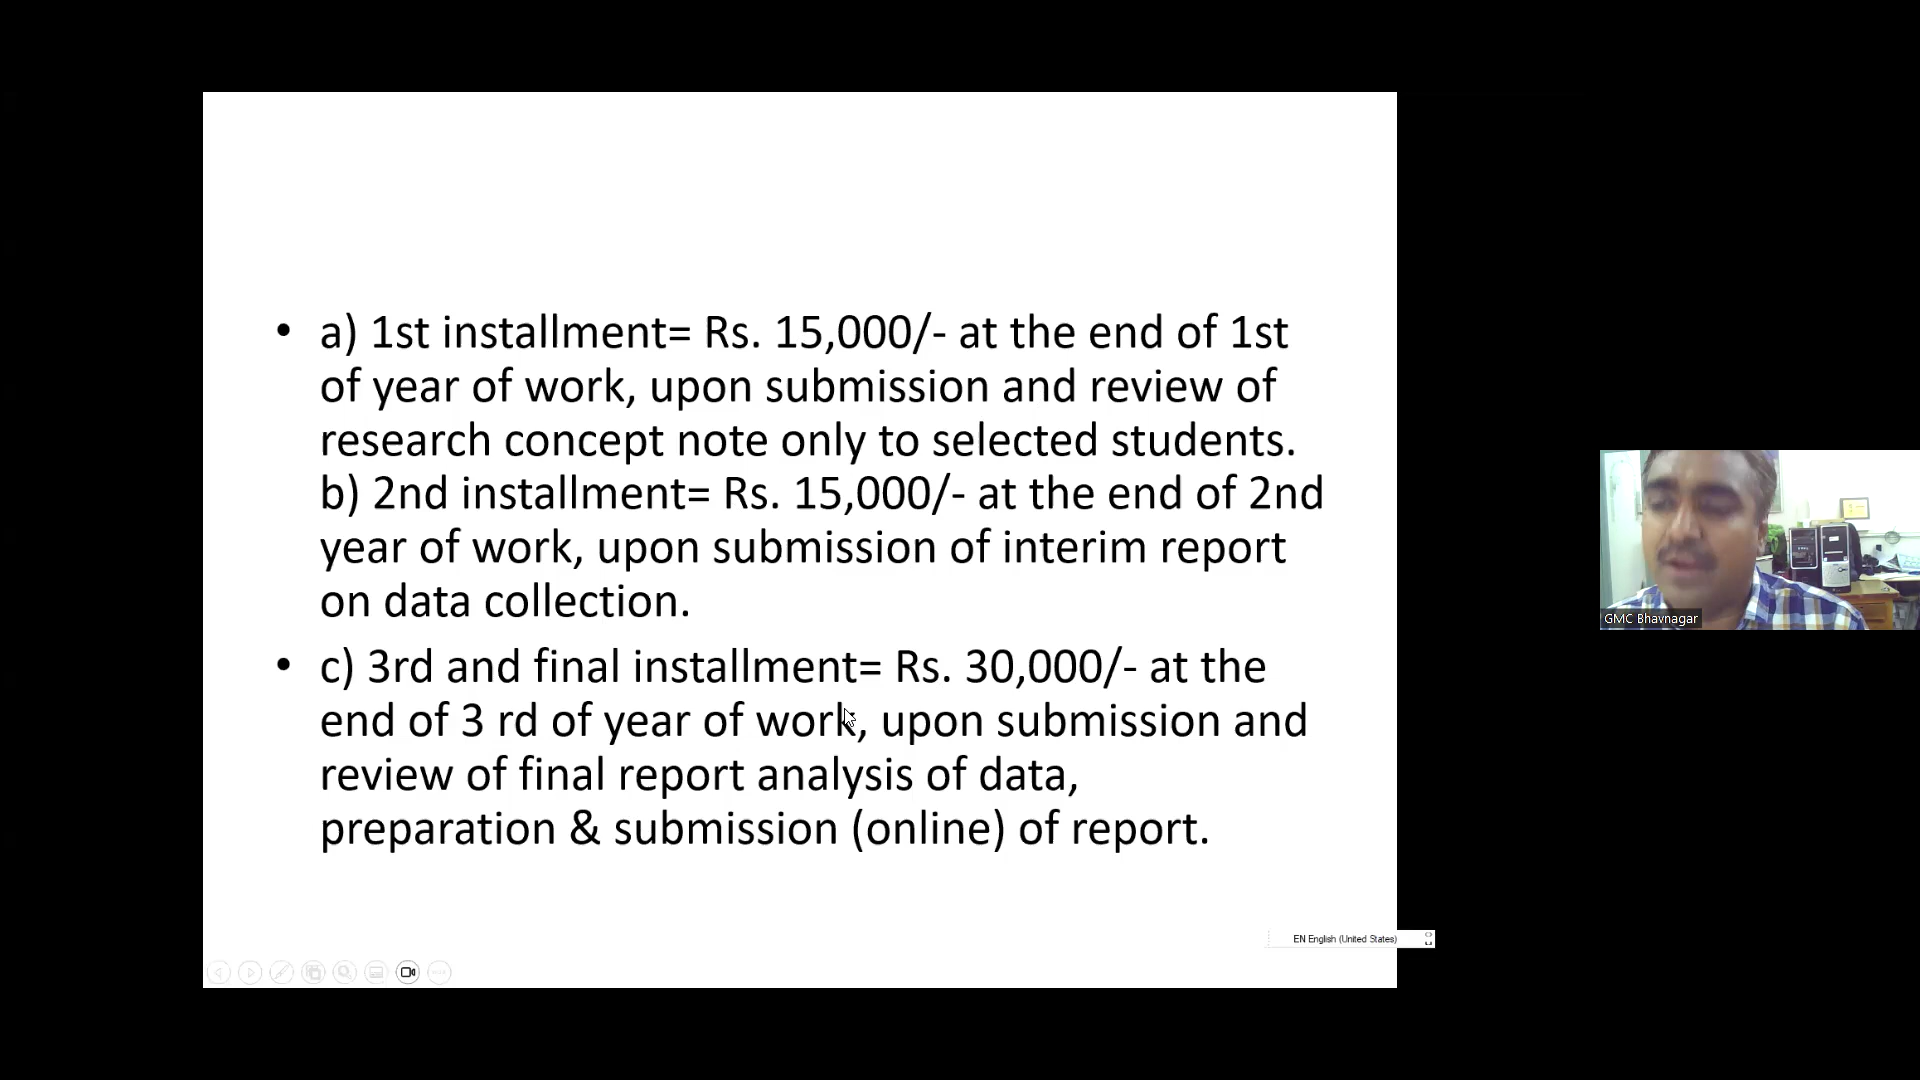 • a) 1st installment= Rs. 15,000/- at the end of 1st
of year of work, upon submission and review of
research concept note only to selected students.
b) 2nd installment= Rs. 15,000/- at the end of 2nd
year of work, upon submission of interim report
on data collection.
• c) 3rd and final installment= Rs. 30,000/- at the
end of 3 rd of year of work, upon submission and
review of final report analysis of data,
preparation & submission (online) of report.
EN English (United States)
GMC Bhavnagar